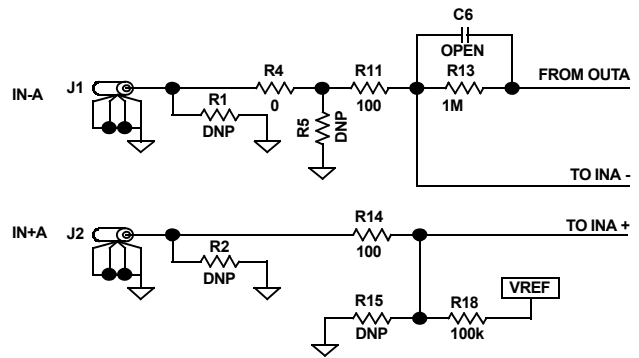 C6
OPEN
IN-A
J1
R4
0
R11
100
R13
1M
FROM OUTA
R1
DNP
R5
DNP
TO INA -
IN+A
J2
R14
100
TO INA +
R2
DNP
VREF
R15
DNP
R18
100k